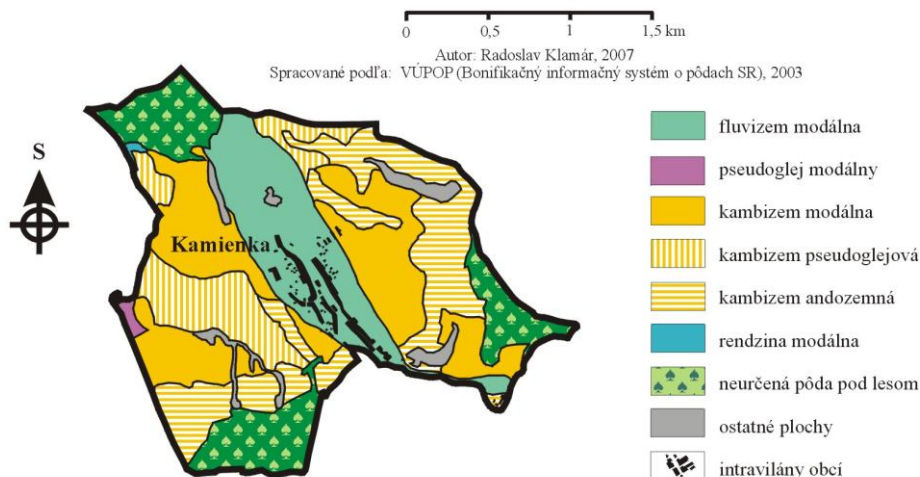 0 0,5 1 1,5 km
Autor: Radoslav Klamár, 2007
Spracované podľa: VÚPOP (Bonifikačný informačný systém o pôdach SR), 2003
S
Kamienka
fluvizem modálna
pseudoglej modálny
kambizem modálna
kambizem pseudoglejová
kambizem andozemná
rendzina modálna
neurčená pôda pod lesom
ostatné plochy
intravilány obcí